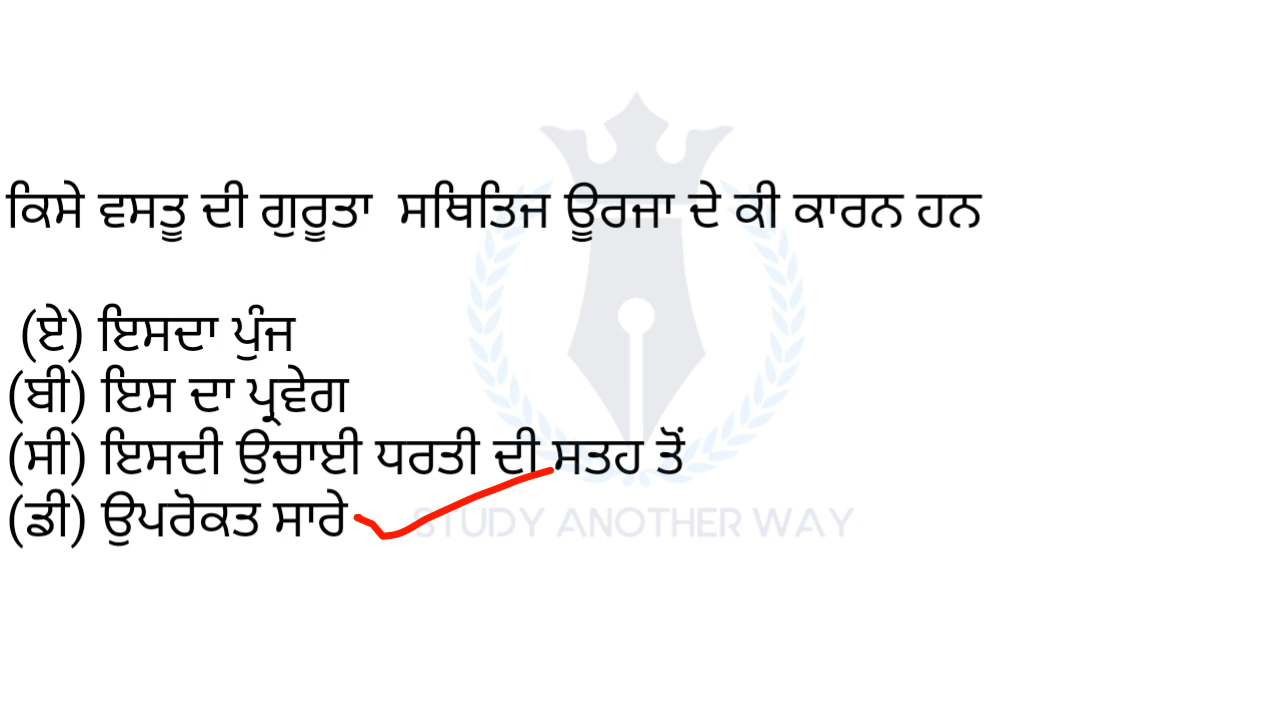 ਕਿਸੇ ਵਸਤੂ ਦੀ ਗੁਰੂਤਾ ਸਥਿਤਿਜ ਊਰਜਾ ਦੇ ਕੀ ਕਾਰਨ ਹਨ
(ਏ) ਇਸਦਾ ਪੁੰਜ
(ਬੀ) ਇਸ ਦਾ ਪ੍ਰਵੇਗ
(ਸੀ) ਇਸਦੀ ਉਚਾਈ ਧਰਤੀ ਦੀ ਸਤਹ ਤੋਂ
(ਡੀ) ਉਪਰੋਕਤ ਸਾਰੇ
STUDY ANOTHER WAY